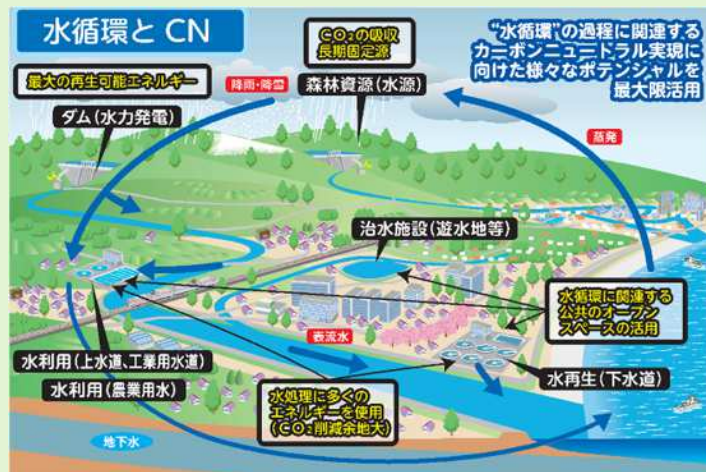 水循環とCN
“水循環”の過程に関連する
カーボンニュートラル実現に
向けた様々なポテンシャルを
最大限活用
CO₂の吸収
長期固定源
森林資源(水源)
最大の再生可能エネルギー
ダム(水力発電)
降雨・降雪
蒸発
治水施設(遊水地等)
水循環に関連する
公共のオープン
スペースの活用
表流水
水利用(上水道、工業用水道)
水利用(農業用水)
水処理に多くの
エネルギーを使用
(CO₂削減余地大)
水再生(下水道)
地下水